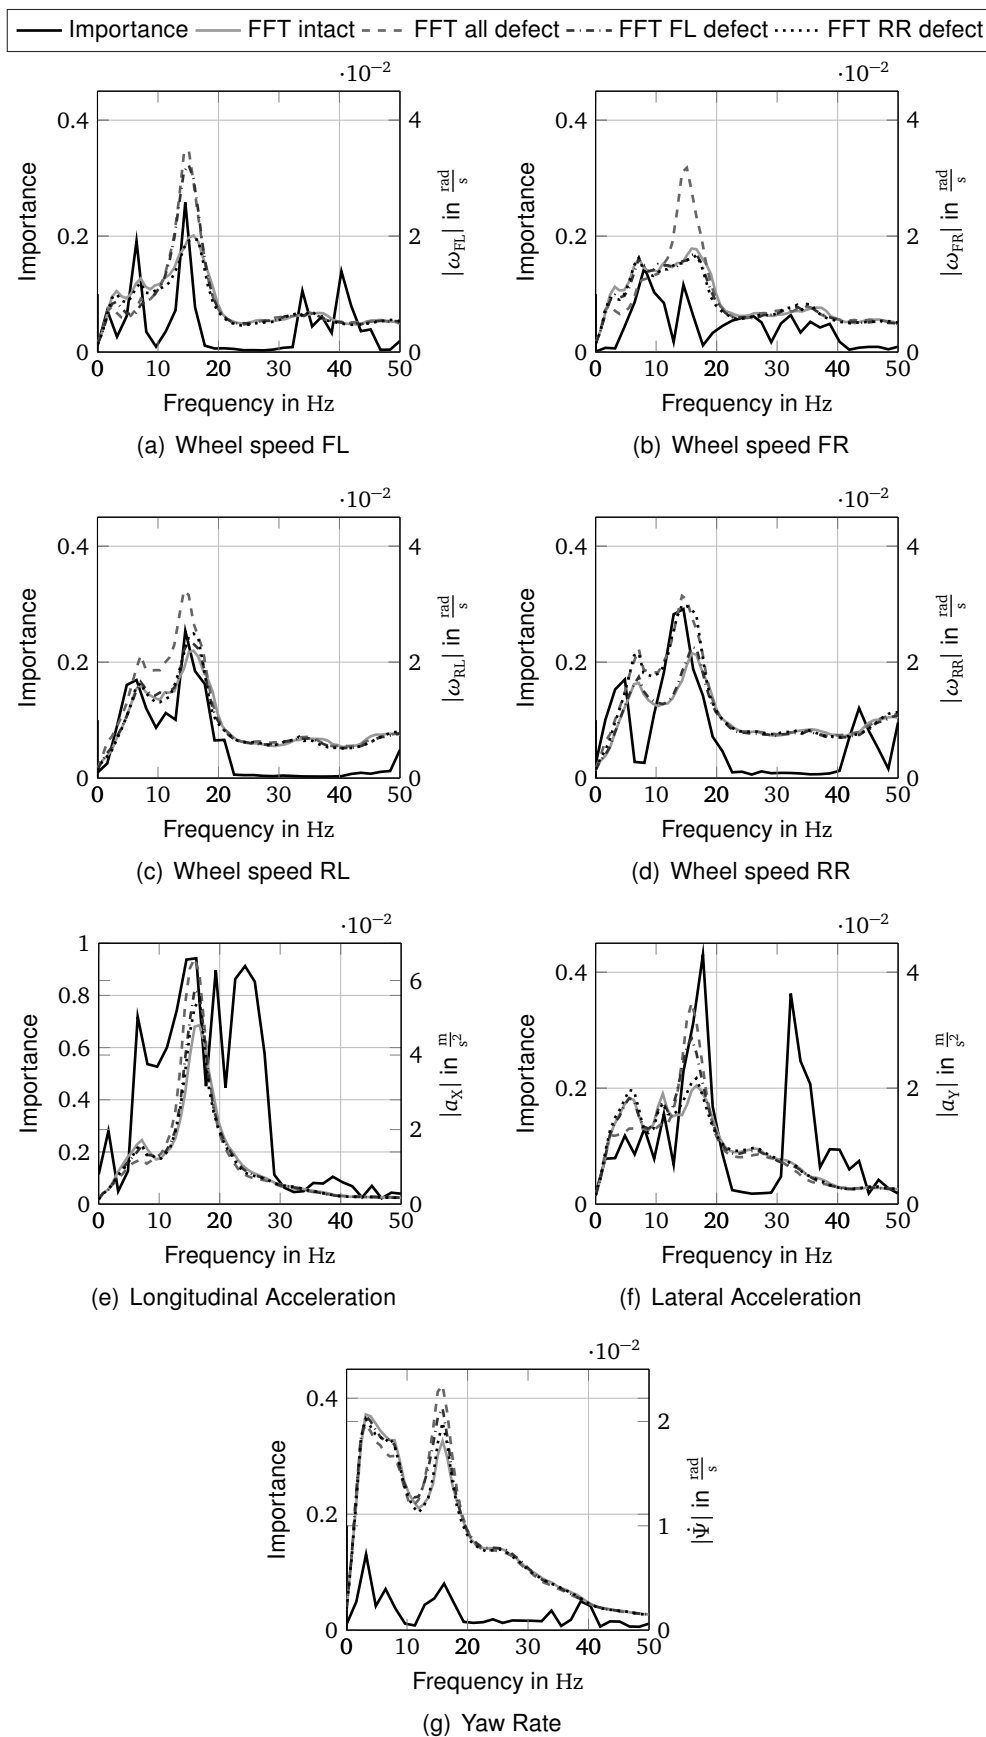 Importance FFT intact FFT all defect FFT FL defect FFT RR defect
·10⁻² ·10⁻²
0.4 4 0.4 4
0.2 2 0.2 2
0 0 0 0
0 10 20 30 40 50 0 10 20 30 40 50
Importance |ω_FL| in rad/s Importance |ω_FR| in rad/s
Frequency in Hz Frequency in Hz
(a) Wheel speed FL (b) Wheel speed FR
·10⁻² ·10⁻²
0.4 4 0.4 4
0.2 2 0.2 2
0 0 0 0
0 10 20 30 40 50 0 10 20 30 40 50
Importance |ω_RL| in rad/s Importance |ω_RR| in rad/s
Frequency in Hz Frequency in Hz
(c) Wheel speed RL (d) Wheel speed RR
·10⁻² ·10⁻²
1
0.8 6 0.4 4
0.6 4
0.4 0.2 2
0.2 2
0 0 0 0
0 10 20 30 40 50 0 10 20 30 40 50
Importance |a_X| in m/s² Importance |a_Y| in m/s²
Frequency in Hz Frequency in Hz
(e) Longitudinal Acceleration (f) Lateral Acceleration
·10⁻²
0.4 2
0.2 1
0 0
0 10 20 30 40 50
Importance |Ψ̇| in rad/s
Frequency in Hz
(g) Yaw Rate